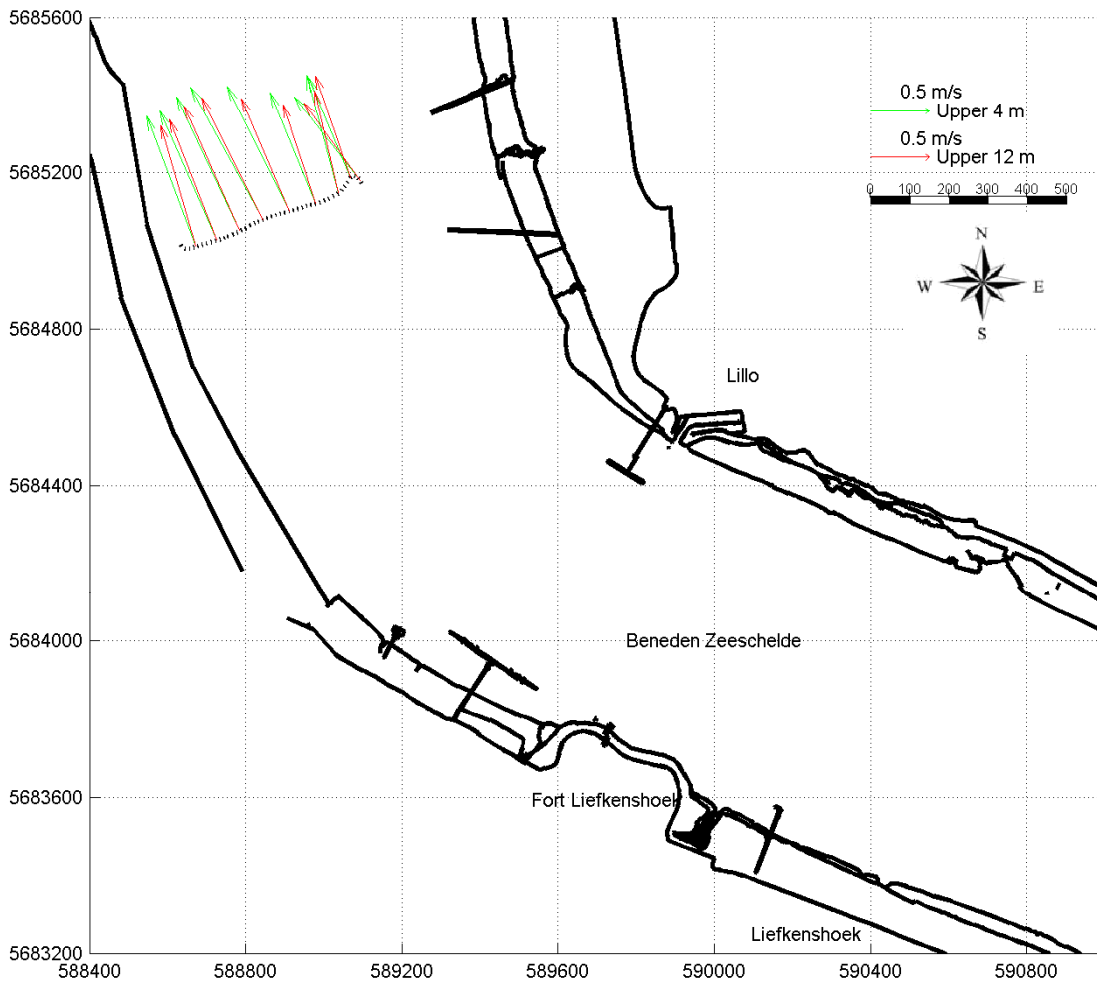 5685600
5685200
5684800
5684400
5684000
5683600
5683200
588400 588800 589200 589600 590000 590400 590800
0.5 m/s
Upper 4 m
0.5 m/s
Upper 12 m
0 100 200 300 400 500
N
W E
S
Lillo
Beneden Zeeschelde
Fort Liefkenshoek
Liefkenshoek